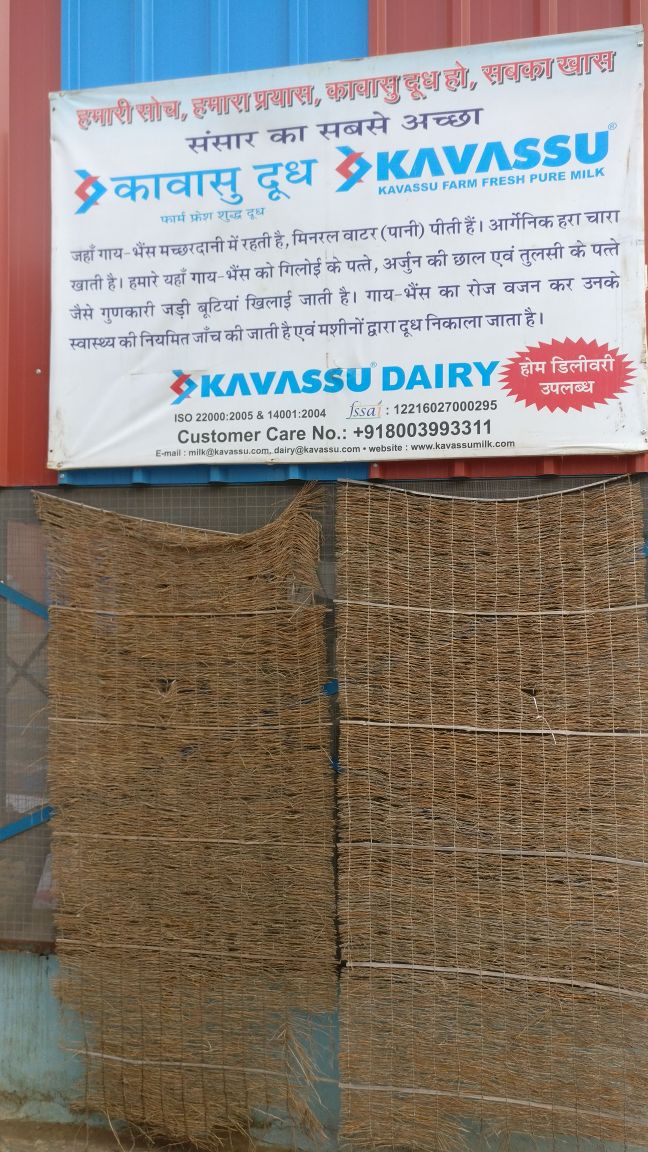 हमारी सोच, हमारा प्रयास, कावासु दूध हो, सबका खास
संसार का सबसे अच्छा
कावासु दूध KAVASSU®
फार्म फ्रेश शुद्ध दूध KAVASSU FARM FRESH PURE MILK
जहाँ गाय-भैंस मच्छरदानी में रहती है, मिनरल वाटर (पानी) पीती हैं। आर्गेनिक हरा चारा
खाती है। हमारे यहाँ गाय-भैंस को गिलोई के पत्ते, अर्जुन की छाल एवं तुलसी के पत्ते
जैसे गुणकारी जड़ी बूटियां खिलाई जाती है। गाय-भैंस का रोज वजन कर उनके
स्वास्थ्य की नियमित जाँच की जाती है एवं मशीनों द्वारा दूध निकाला जाता है।
KAVASSU® DAIRY
होम डिलीवरी
उपलब्ध
ISO 22000:2005 & 14001:2004 fssai : 12216027000295
Customer Care No.: +918003993311
E-mail : milk@kavassu.com, dairy@kavassu.com • website : www.kavassumilk.com